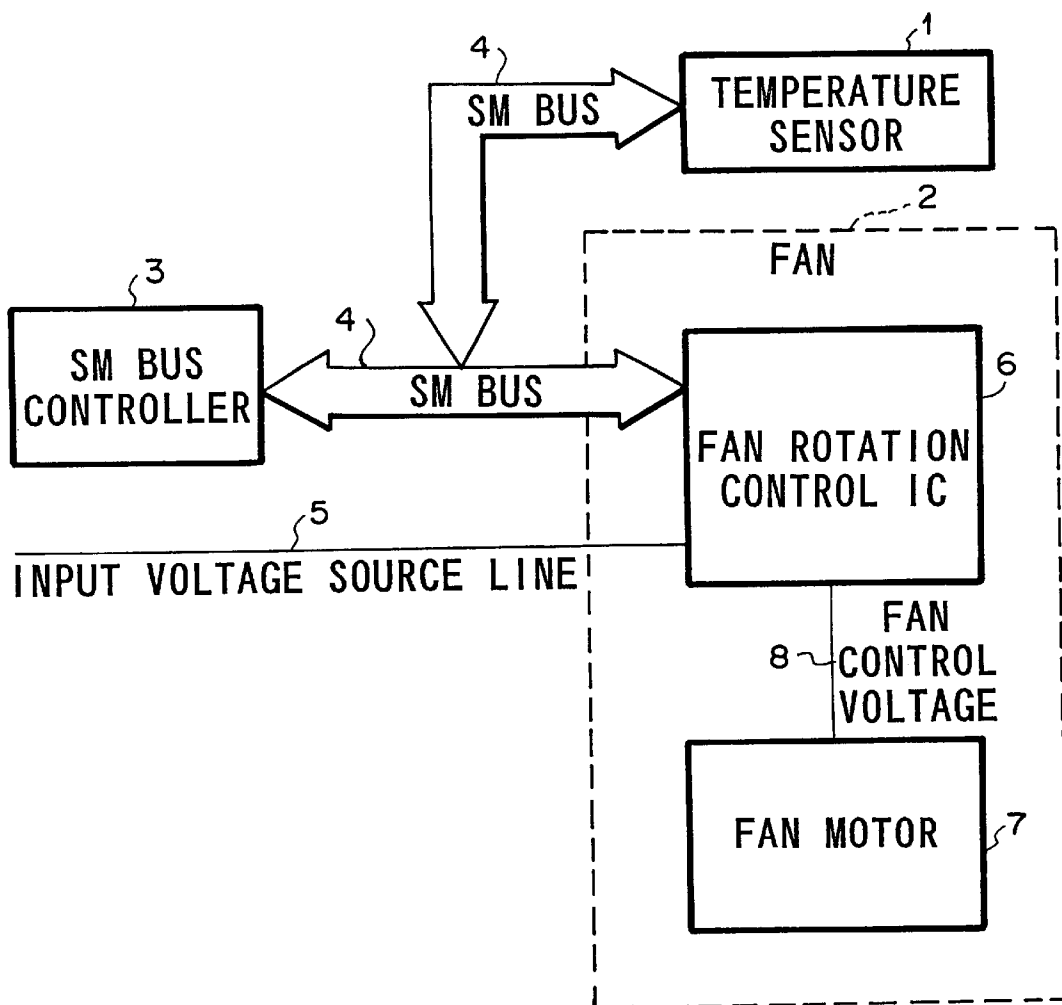 1
4
TEMPERATURE
SENSOR
SM BUS
2
FAN
3
4
SM BUS
CONTROLLER
SM BUS
6
FAN ROTATION
CONTROL IC
5
INPUT VOLTAGE SOURCE LINE
8
FAN
CONTROL
VOLTAGE
FAN MOTOR
7